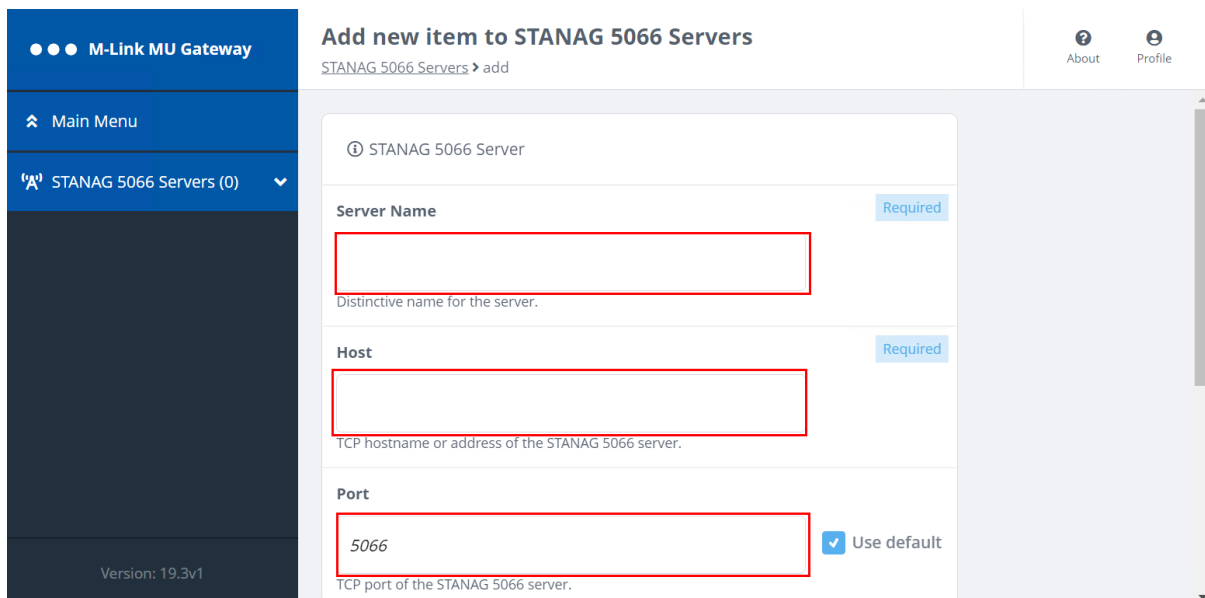 M-Link MU Gateway
Main Menu
STANAG 5066 Servers (0)
Version: 19.3v1
Add new item to STANAG 5066 Servers
STANAG 5066 Servers > add
About
Profile
STANAG 5066 Server
Server Name
Required
Distinctive name for the server.
Host
Required
TCP hostname or address of the STANAG 5066 server.
Port
5066
Use default
TCP port of the STANAG 5066 server.